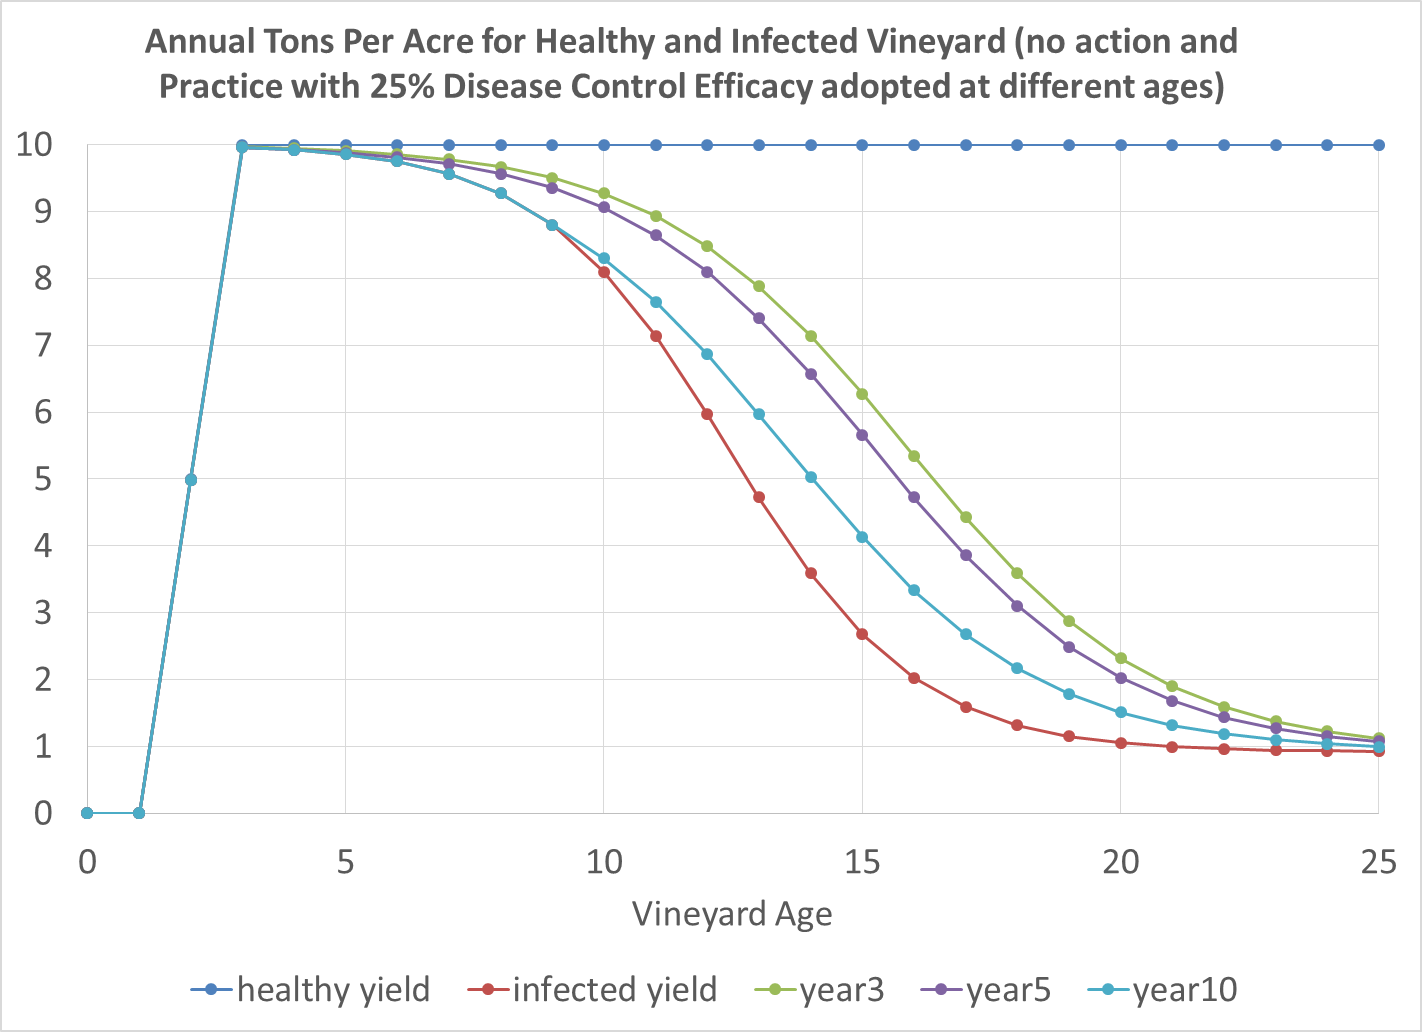 Annual Tons Per Acre for Healthy and Infected Vineyard (no action and
Practice with 25% Disease Control Efficacy adopted at different ages)
10
9
8
7
6
5
4
3
2
1
0
0 5 10 15 20 25
Vineyard Age
healthy yield infected yield year3 year5 year10